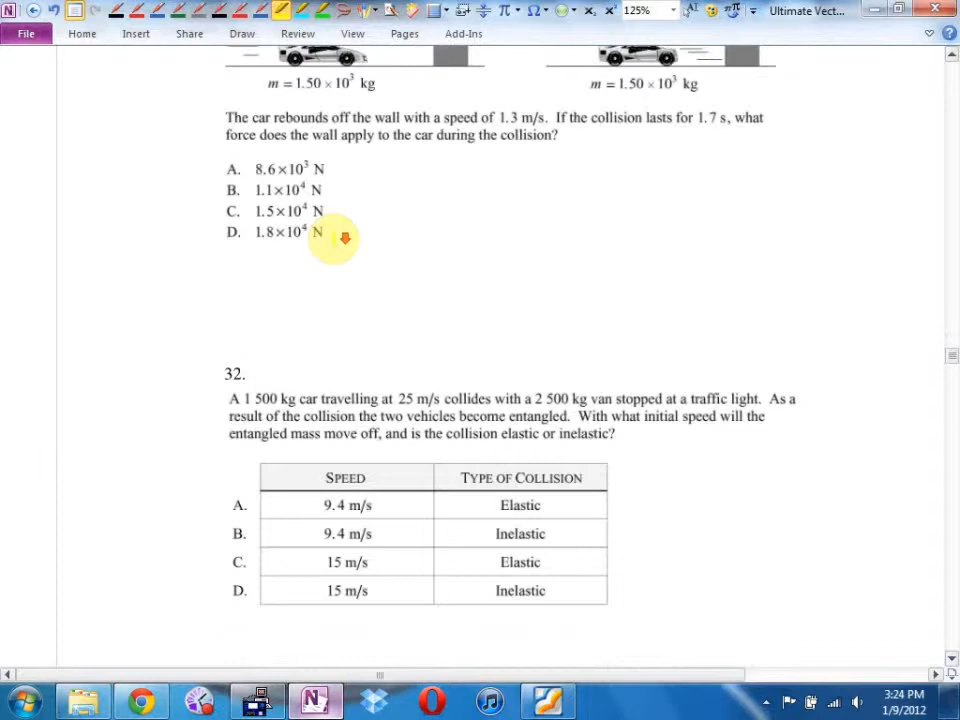 125%
Ultimate Vect...
File Home Insert Share Draw Review View Pages Add-Ins
m = 1.50 × 10³ kg
m = 1.50 × 10³ kg
The car rebounds off the wall with a speed of 1.3 m/s. If the collision lasts for 1.7 s, what
force does the wall apply to the car during the collision?
A. 8.6×10³ N
B. 1.1×10⁴ N
C. 1.5×10⁴ N
D. 1.8×10⁴ N
32.
A 1 500 kg car travelling at 25 m/s collides with a 2 500 kg van stopped at a traffic light. As a
result of the collision the two vehicles become entangled. With what initial speed will the
entangled mass move off, and is the collision elastic or inelastic?
SPEED TYPE OF COLLISION
A. 9.4 m/s Elastic
B. 9.4 m/s Inelastic
C. 15 m/s Elastic
D. 15 m/s Inelastic
3:24 PM
1/9/2012